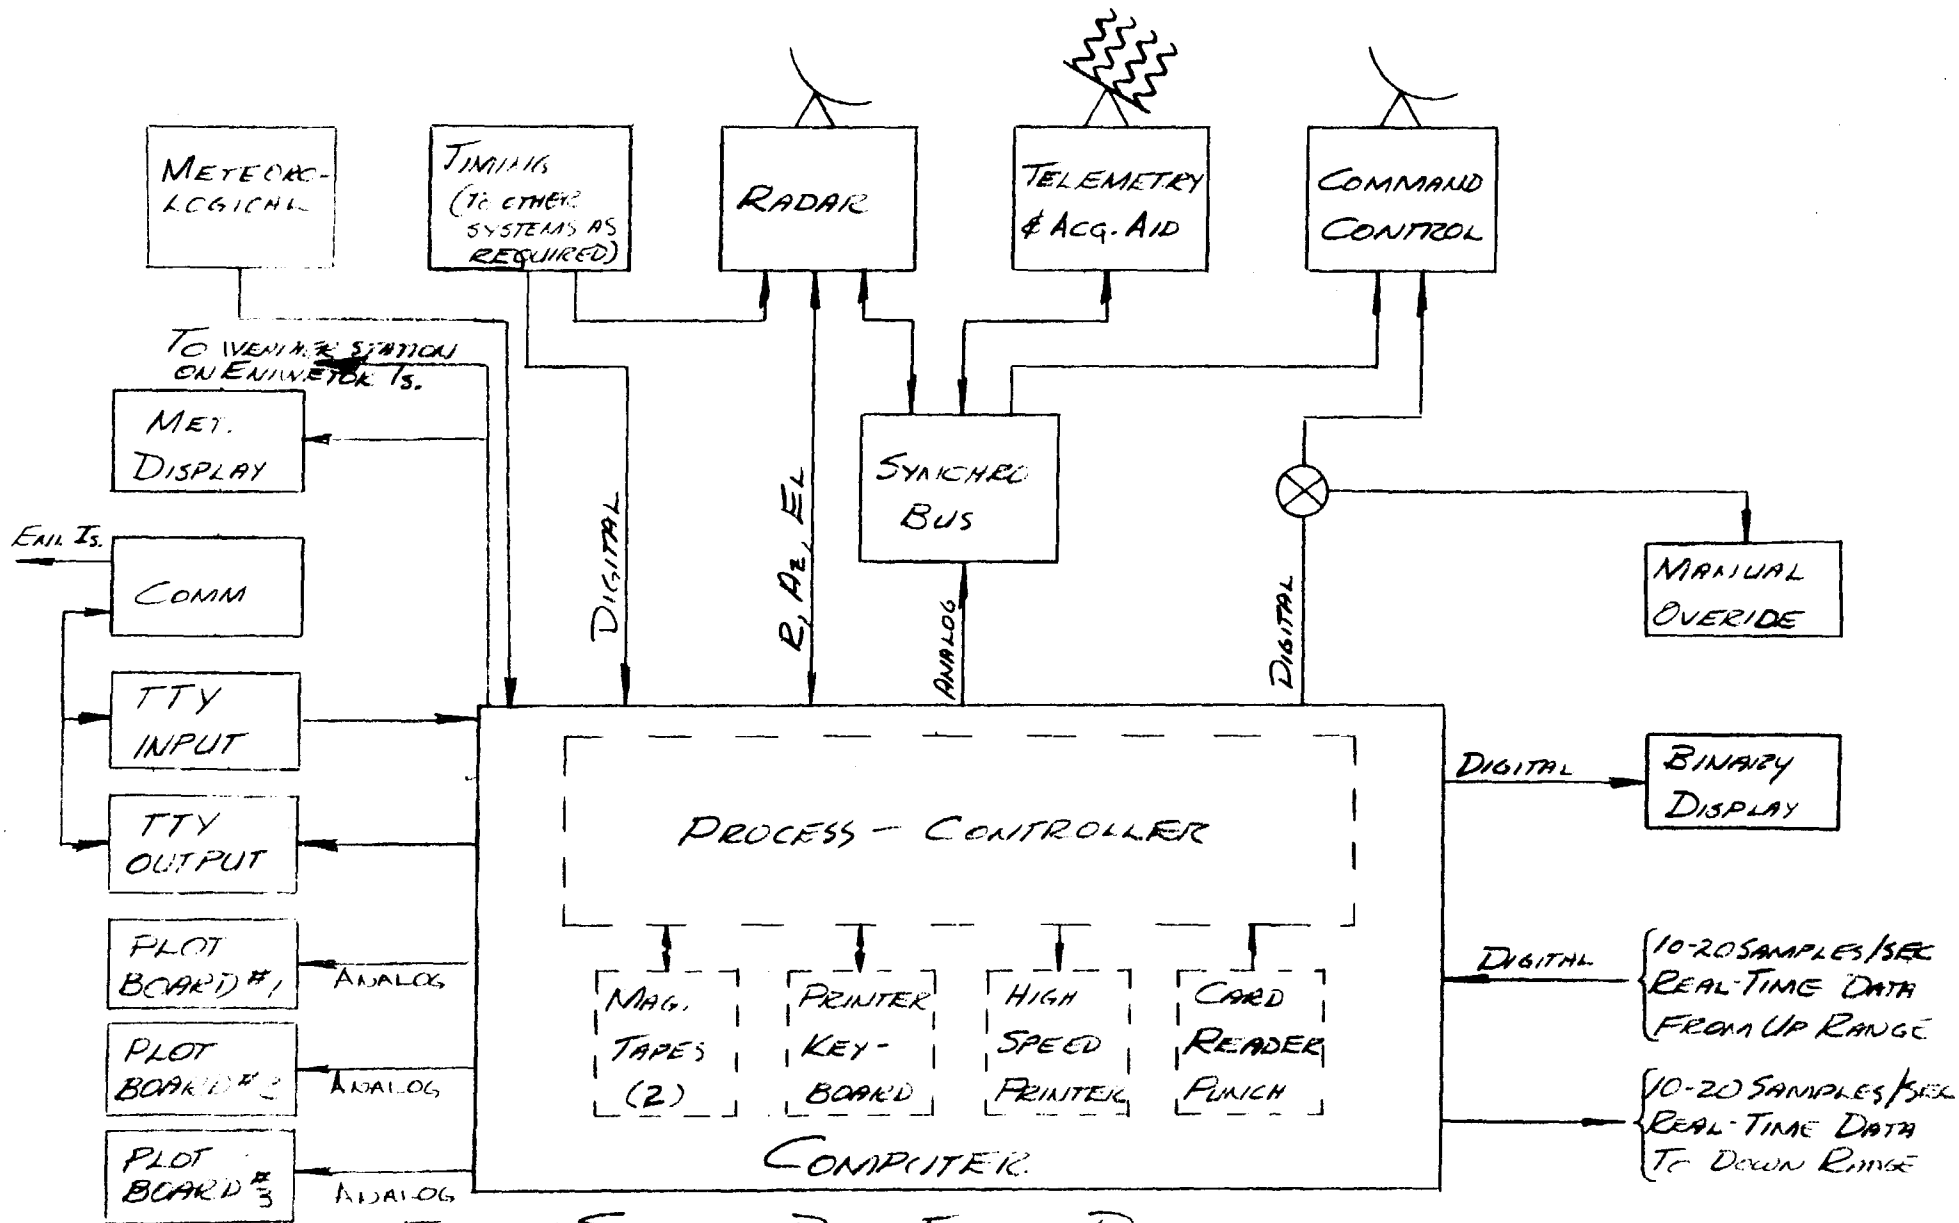 METEORO-
LOGICAL
TIMING
(TO OTHER
SYSTEMS AS
REQUIRED)
RADAR
TELEMETRY
& ACQ. AID
COMMAND
CONTROL
TO WEATHER STATION
ON ENIWETOK IS.
MET.
DISPLAY
ENI. IS.
COMM
TTY
INPUT
TTY
OUTPUT
PLOT
BOARD #1
ANALOG
PLOT
BOARD #2
ANALOG
PLOT
BOARD #3
ANALOG
DIGITAL
R, AZ, EL
SYNCHRO
BUS
ANALOG
DIGITAL
MANUAL
OVERIDE
PROCESS - CONTROLLER
MAG.
TAPES
(2)
PRINTER
KEY-
BOARD
HIGH
SPEED
PRINTER
CARD
READER
PUNCH
COMPUTER
DIGITAL
BINARY
DISPLAY
DIGITAL
10-20 SAMPLES/SEC
REAL-TIME DATA
FROM UP RANGE
10-20 SAMPLES/SEC
REAL-TIME DATA
TO DOWN RANGE